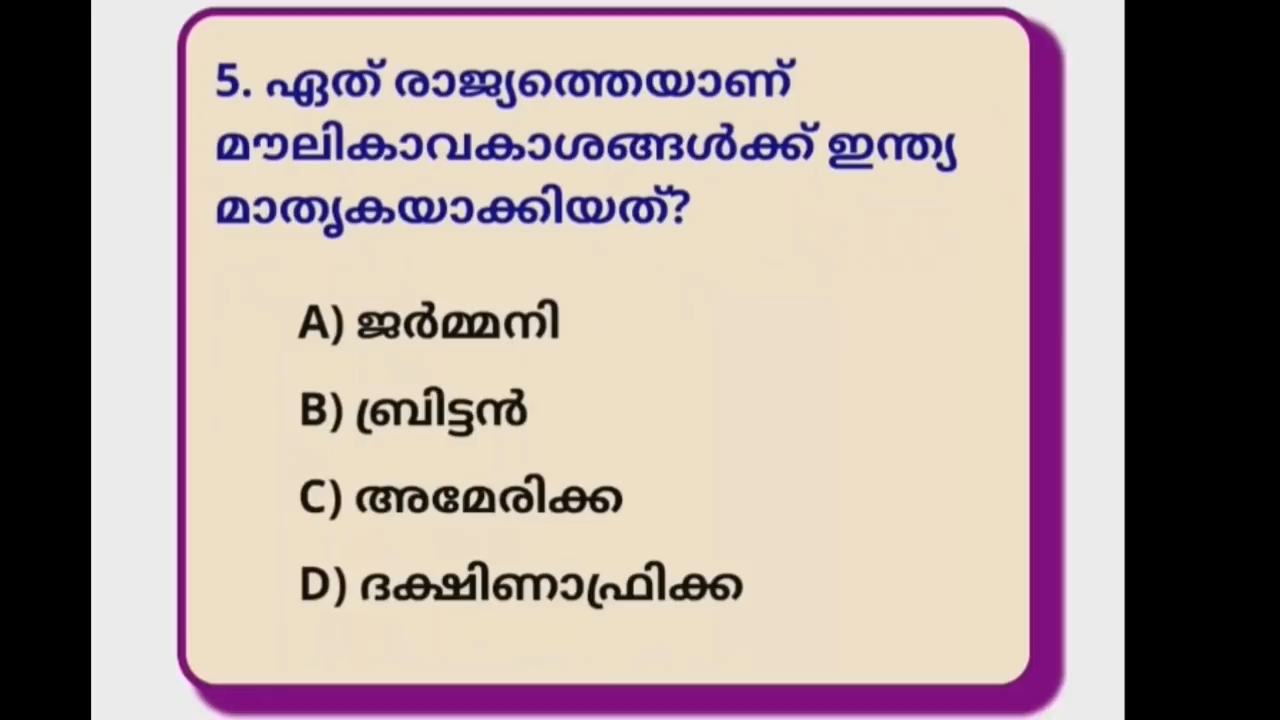 5. ഏത് രാജ്യത്തെയാണ്
മൗലികാവകാശങ്ങൾക്ക് ഇന്ത്യ
മാതൃകയാക്കിയത്?
A) ജർമ്മനി
B) ബ്രിട്ടൻ
C) അമേരിക്ക
D) ദക്ഷിണാഫ്രിക്ക